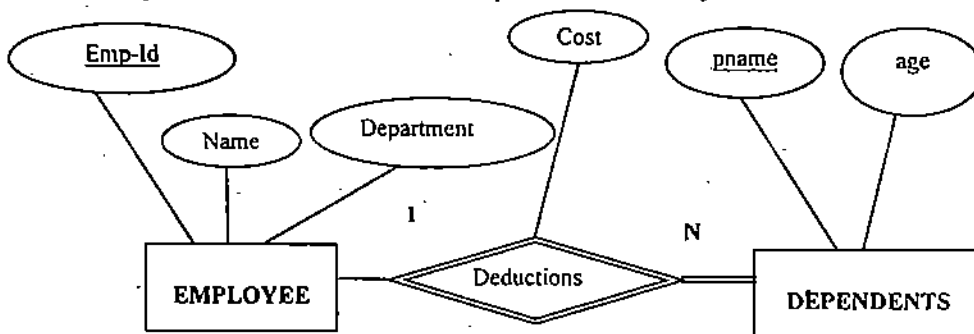 Cost
Emp-Id
pname
age
Name
Department
1
N
Deductions
EMPLOYEE
DEPENDENTS